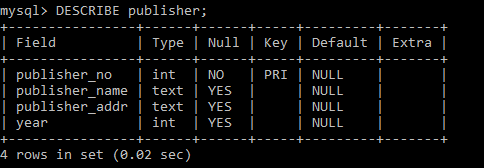 mysql> DESCRIBE publisher;
+----------------+------+------+-----+---------+-------+
| Field          | Type | Null | Key | Default | Extra |
+----------------+------+------+-----+---------+-------+
| publisher_no   | int  | NO   | PRI | NULL    |       |
| publisher_name | text | YES  |     | NULL    |       |
| publisher_addr | text | YES  |     | NULL    |       |
| year           | int  | YES  |     | NULL    |       |
+----------------+------+------+-----+---------+-------+
4 rows in set (0.02 sec)